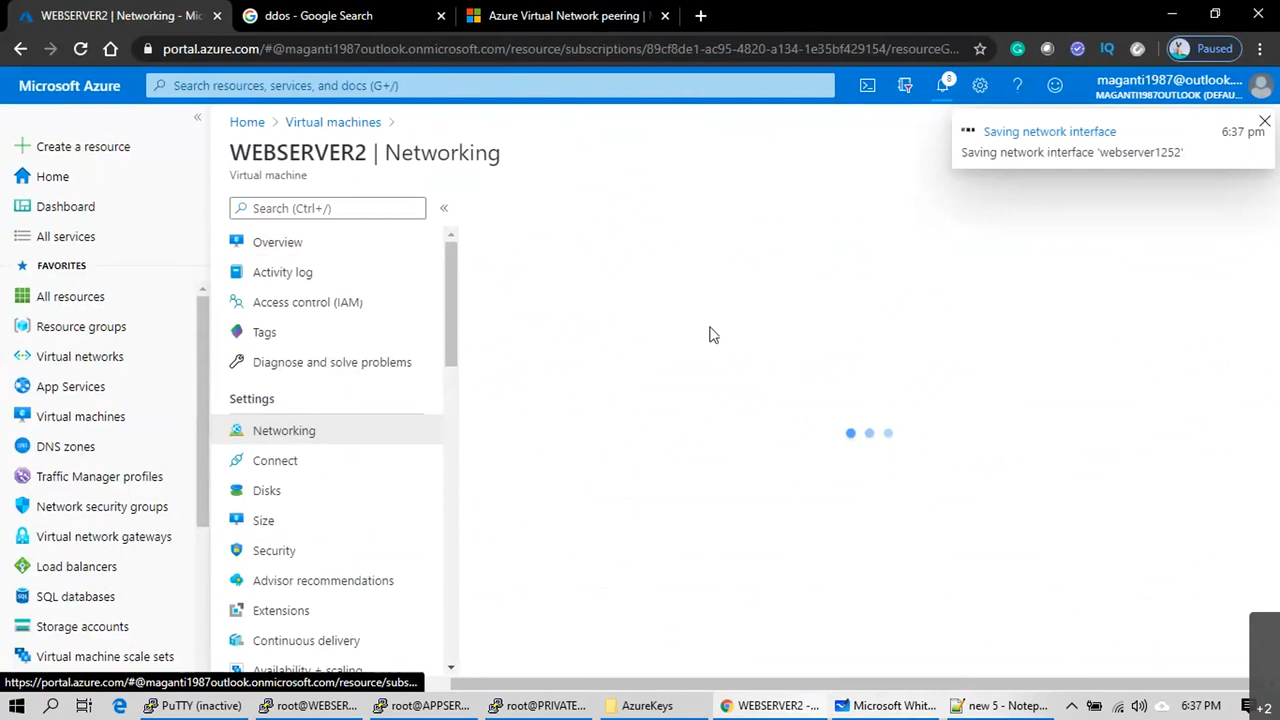 WEBSERVER2 | Networking - Mi
ddos - Google Search
Azure Virtual Network peering |
portal.azure.com/#@maganti1987outlook.onmicrosoft.com/resource/subscriptions/89cf8de1-ac95-4820-a134-1e35bf429154/resourceG...
IQ
Paused
Microsoft Azure
Search resources, services, and docs (G+/)
8
maganti1987@outlook....
MAGANTI1987OUTLOOK (DEFAU...
Create a resource
Home
Dashboard
All services
FAVORITES
All resources
Resource groups
Virtual networks
App Services
Virtual machines
DNS zones
Traffic Manager profiles
Network security groups
Virtual network gateways
Load balancers
SQL databases
Storage accounts
Virtual machine scale sets
Home > Virtual machines >
WEBSERVER2 | Networking
Virtual machine
Search (Ctrl+/)
Overview
Activity log
Access control (IAM)
Tags
Diagnose and solve problems
Settings
Networking
Connect
Disks
Size
Security
Advisor recommendations
Extensions
Continuous delivery
Availability + scaling
Saving network interface
6:37 pm
Saving network interface 'webserver1252'
https://portal.azure.com/#@maganti1987outlook.onmicrosoft.com/resource/subs...
PuTTY (inactive)
root@WEBSER...
root@APPSER...
root@PRIVATE...
AzureKeys
WEBSERVER2 - ...
Microsoft Whit...
new 5 - Notep...
6:37 PM
+2